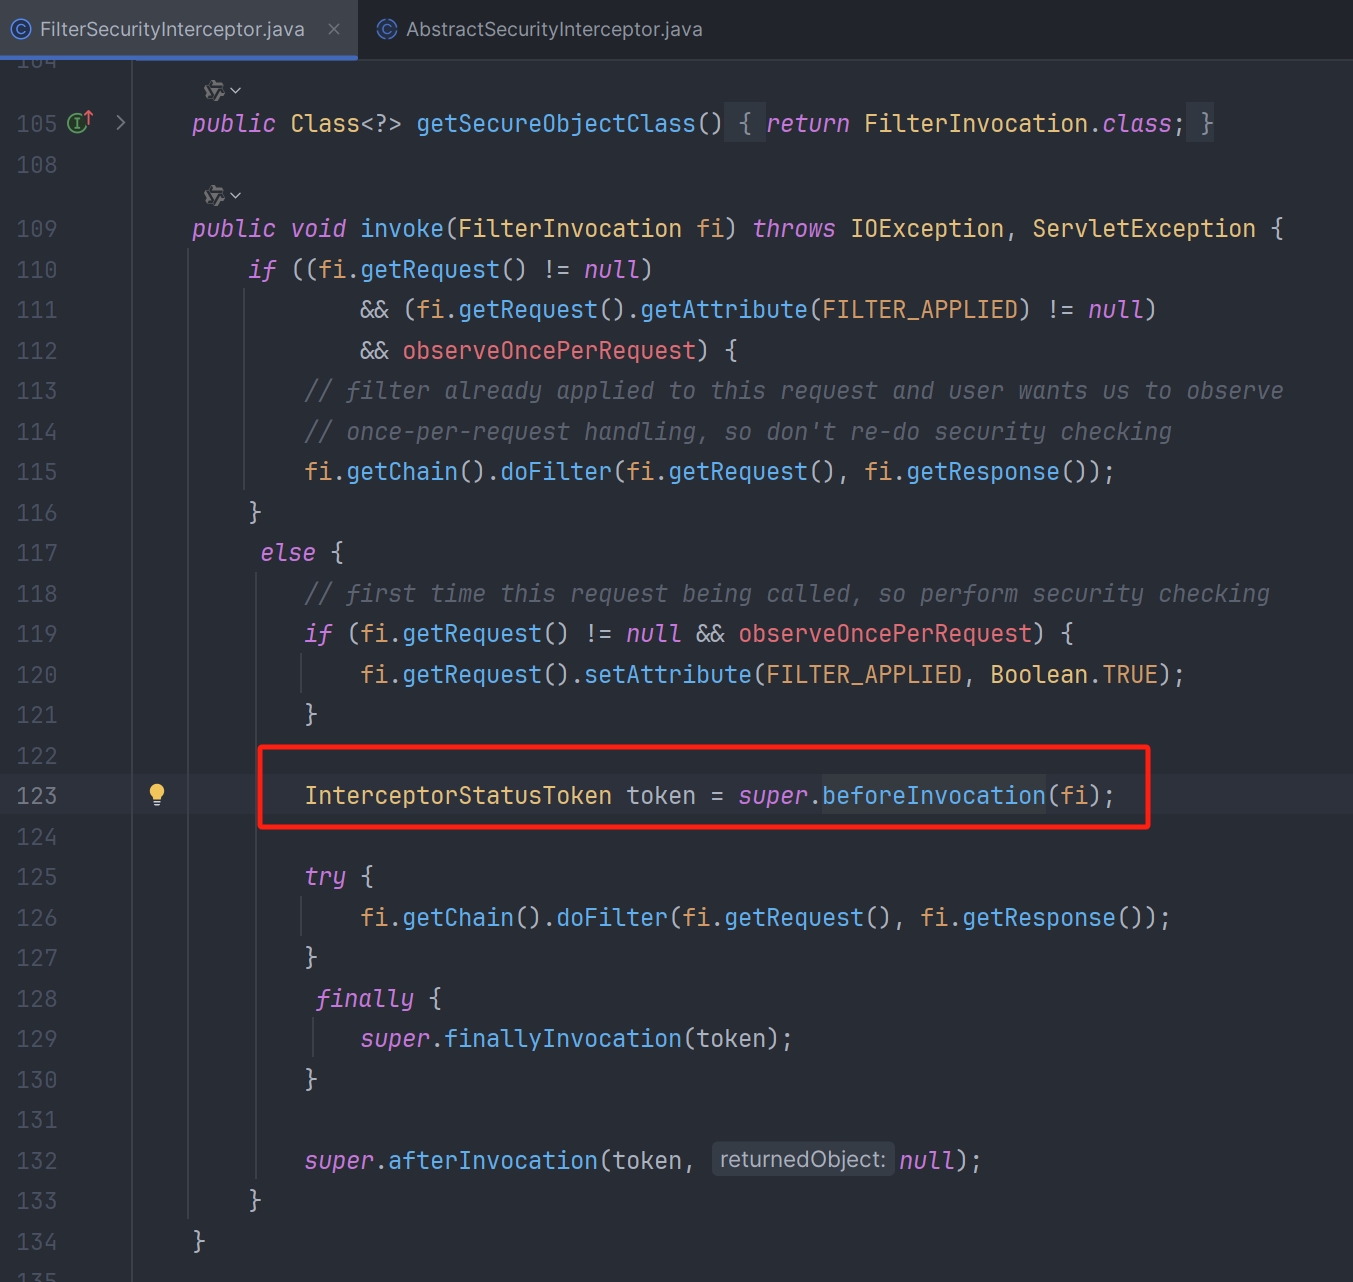 FilterSecurityInterceptor.java × AbstractSecurityInterceptor.java
104
105 public Class<?> getSecureObjectClass() { return FilterInvocation.class; }
108
109 public void invoke(FilterInvocation fi) throws IOException, ServletException {
110 if ((fi.getRequest() != null)
111 && (fi.getRequest().getAttribute(FILTER_APPLIED) != null)
112 && observeOncePerRequest) {
113 // filter already applied to this request and user wants us to observe
114 // once-per-request handling, so don't re-do security checking
115 fi.getChain().doFilter(fi.getRequest(), fi.getResponse());
116 }
117 else {
118 // first time this request being called, so perform security checking
119 if (fi.getRequest() != null && observeOncePerRequest) {
120 fi.getRequest().setAttribute(FILTER_APPLIED, Boolean.TRUE);
121 }
122
123 InterceptorStatusToken token = super.beforeInvocation(fi);
124
125 try {
126 fi.getChain().doFilter(fi.getRequest(), fi.getResponse());
127 }
128 finally {
129 super.finallyInvocation(token);
130 }
131
132 super.afterInvocation(token, returnedObject: null);
133 }
134 }
135